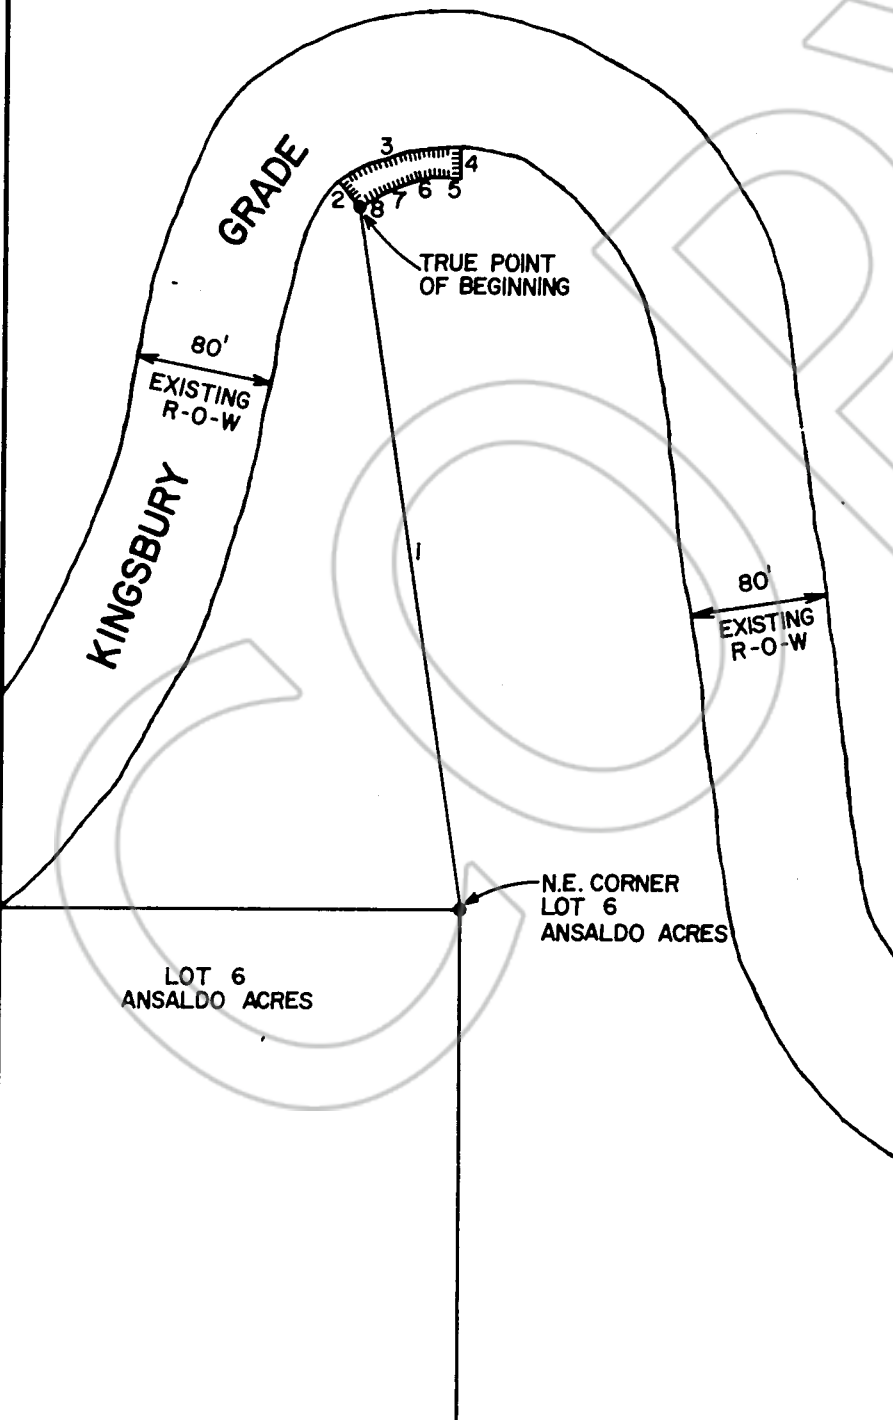 GRADE
3
4
2
8
7
6
5
TRUE POINT
OF BEGINNING
80'
EXISTING
R-O-W
KINGSBURY
1
80'
EXISTING
R-O-W
N.E. CORNER
LOT 6
ANSALDO ACRES
LOT 6
ANSALDO ACRES
COP